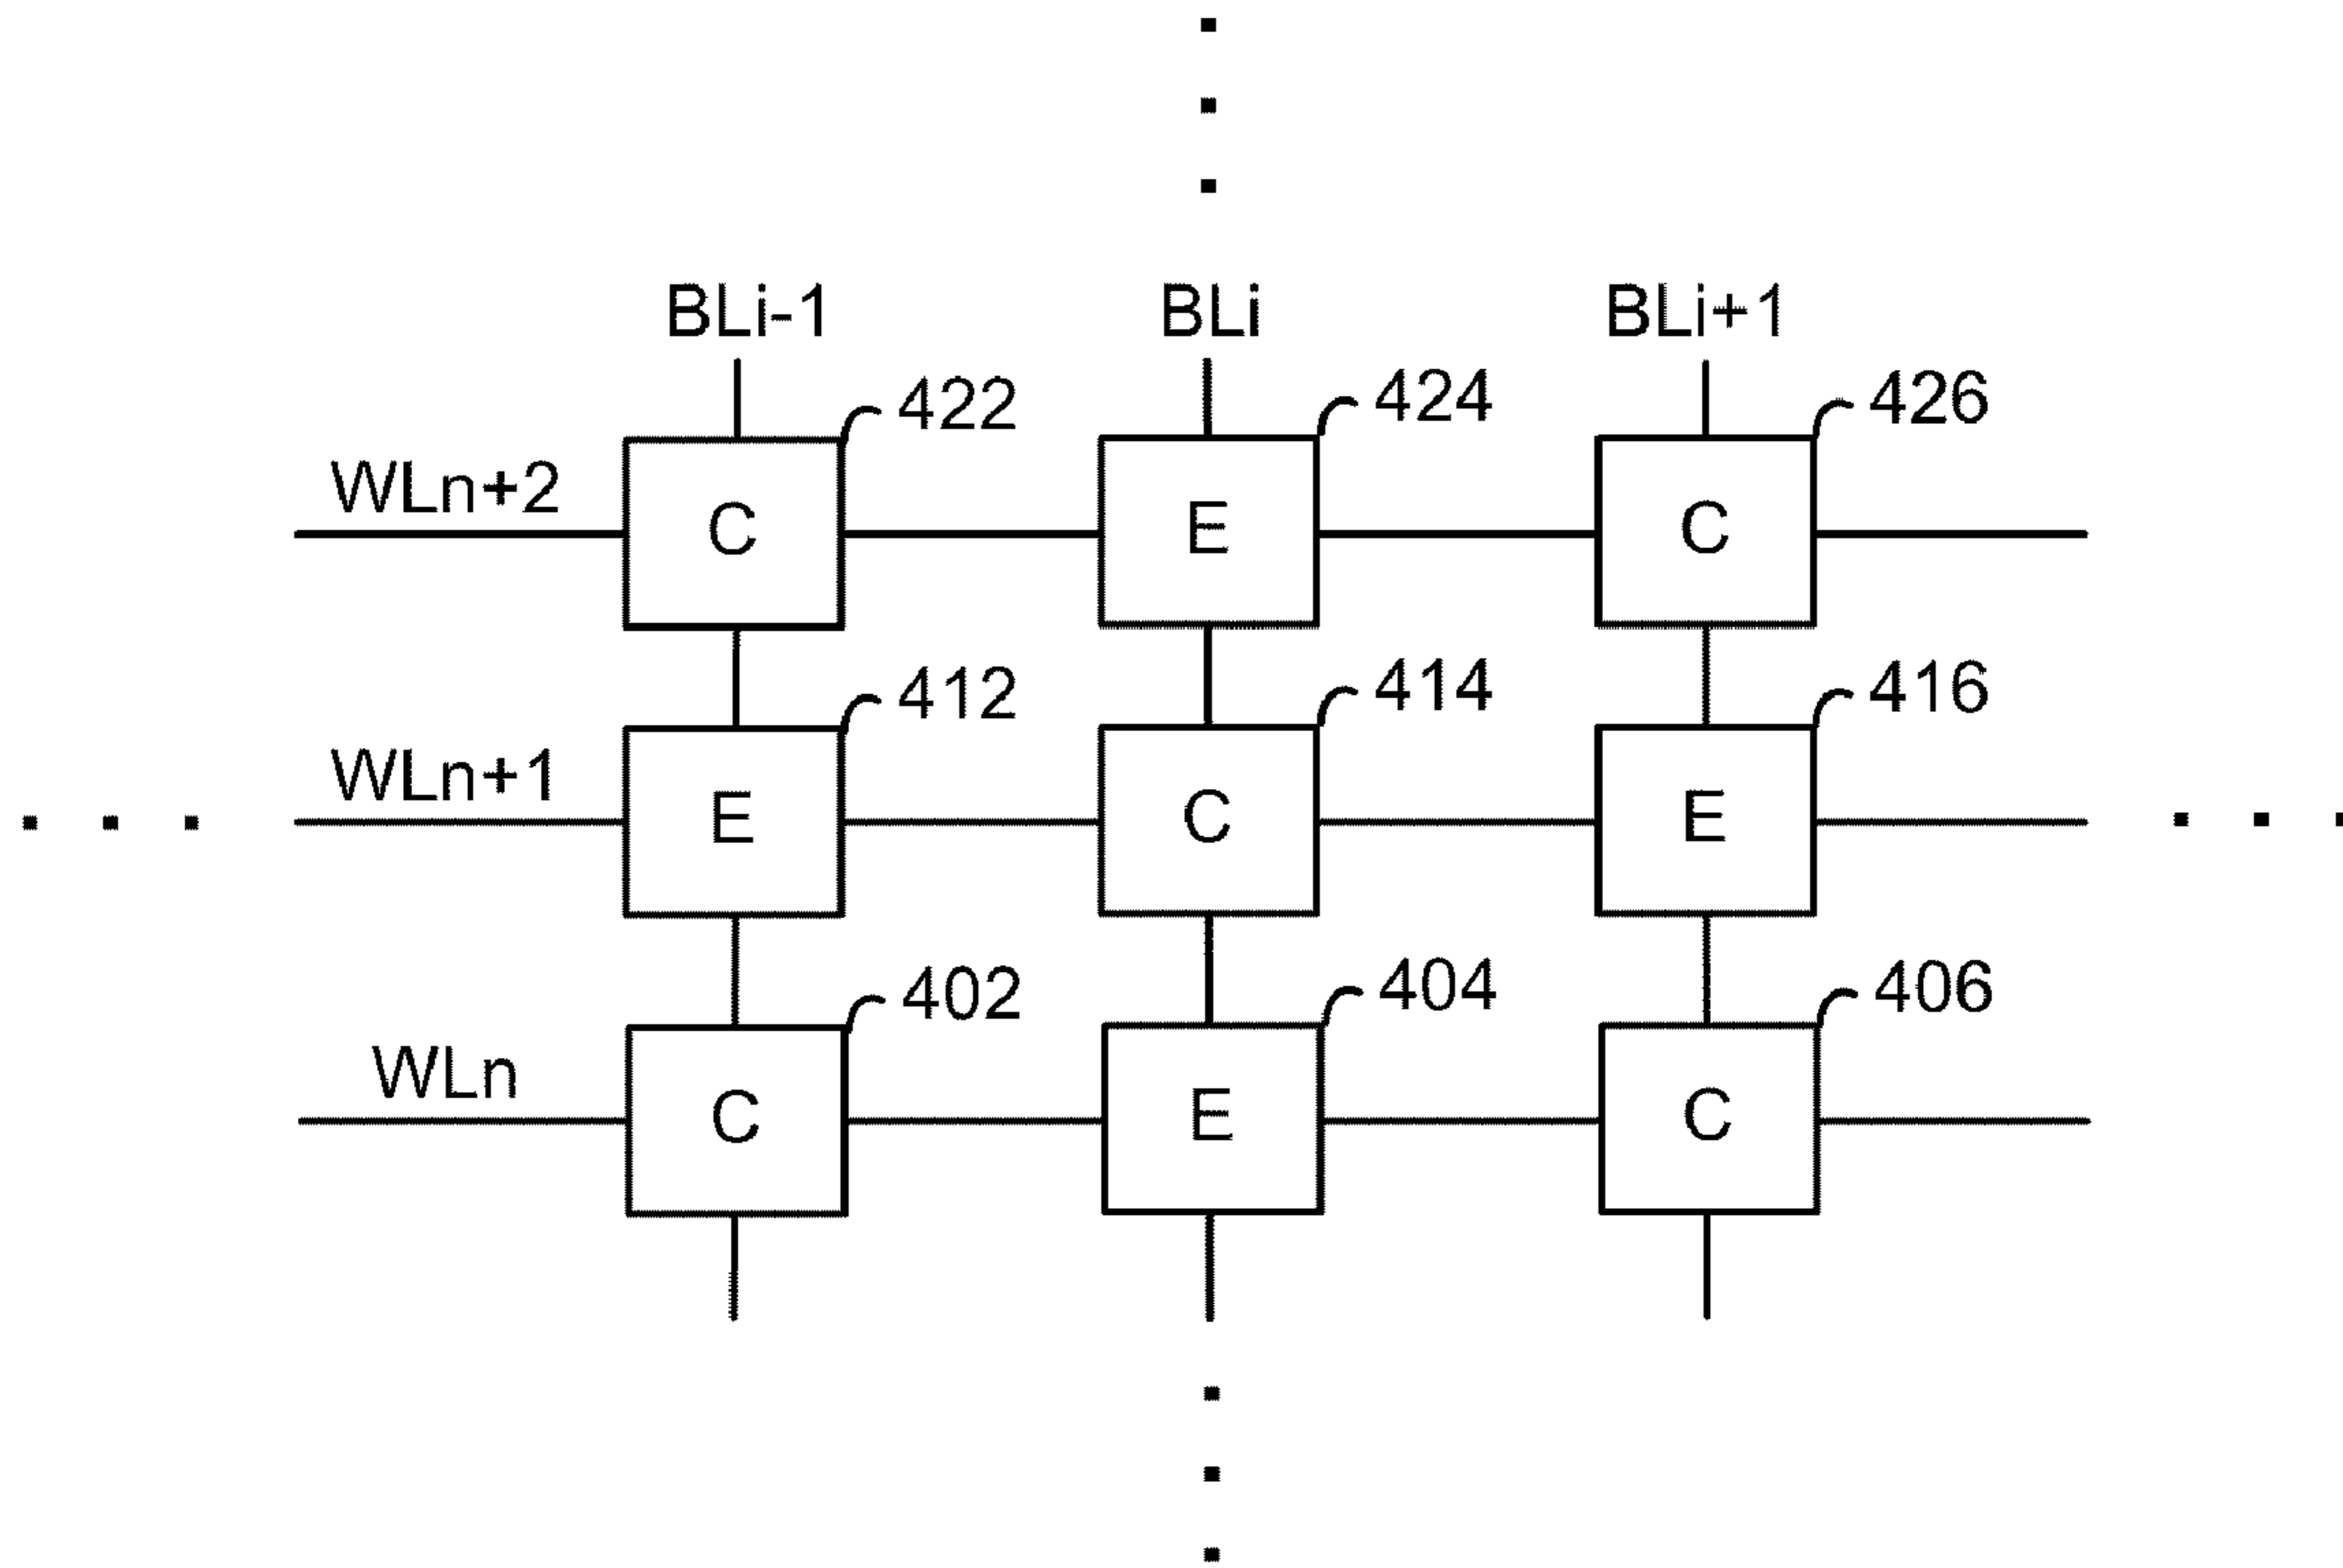 BLi-1 BLi BLi+1
422 424 426
WLn+2 C E C
412 414 416
WLn+1 E C E
402 404 406
WLn C E C